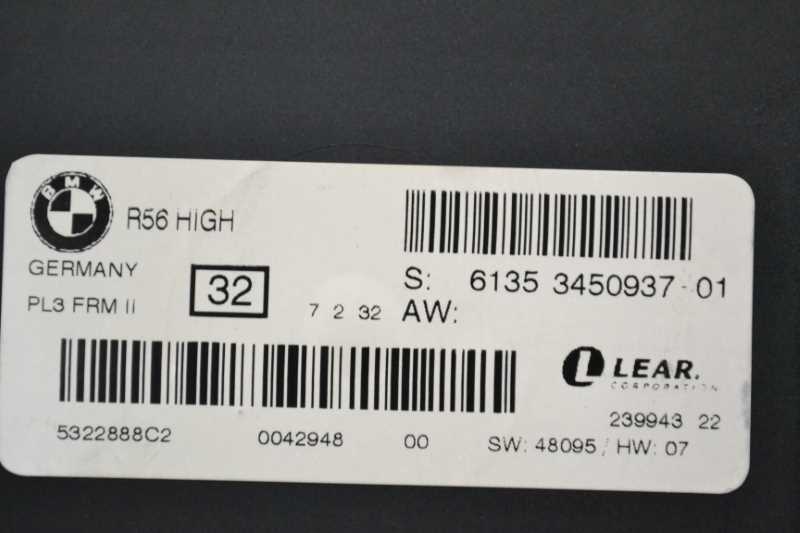 BMW
R56 HIGH
GERMANY
PL3 FRM II
32
7 2 32
S: 6135 3450937-01
AW:
LEAR.
CORPORATION
239943 22
5322888C2 0042948 00 SW: 48095/ HW: 07